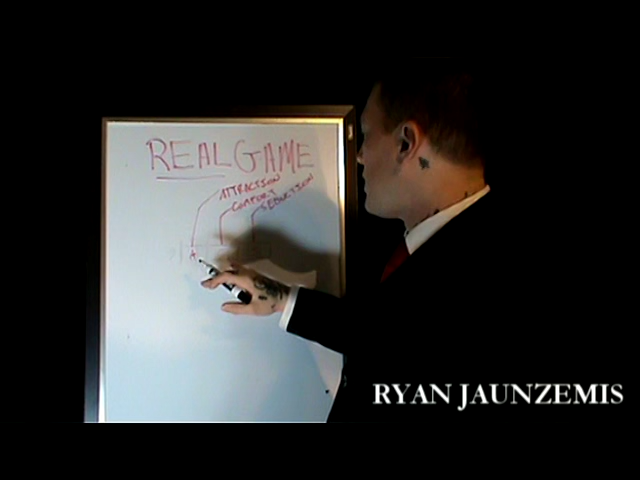 REAL GAME
ATTRACTION
COMFORT
SEDUCTION
A
RYAN JAUNZEMIS